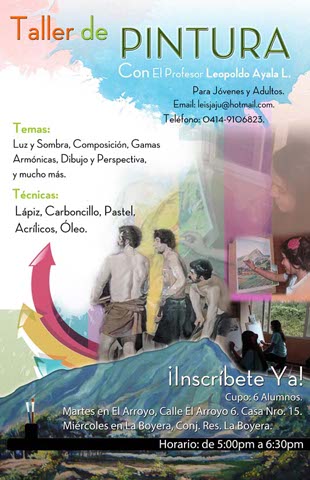 Taller de
PINTURA
Con El Profesor Leopoldo Ayala L.
Para Jóvenes y Adultos.
Email: leisjaju@hotmail.com.
Teléfono: 0414-9106823.
Temas:
Luz y Sombra, Composición, Gamas
Armónicas, Dibujo y Perspectiva,
y mucho más.
Técnicas:
Lápiz, Carboncillo, Pastel,
Acrílicos, Óleo.
¡Inscríbete Ya!
Cupo: 6 Alumnos.
Martes en El Arroyo, Calle El Arroyo 6. Casa Nro. 15.
Miércoles en La Boyera, Conj. Res. La Boyera.
Horario: de 5:00pm a 6:30pm